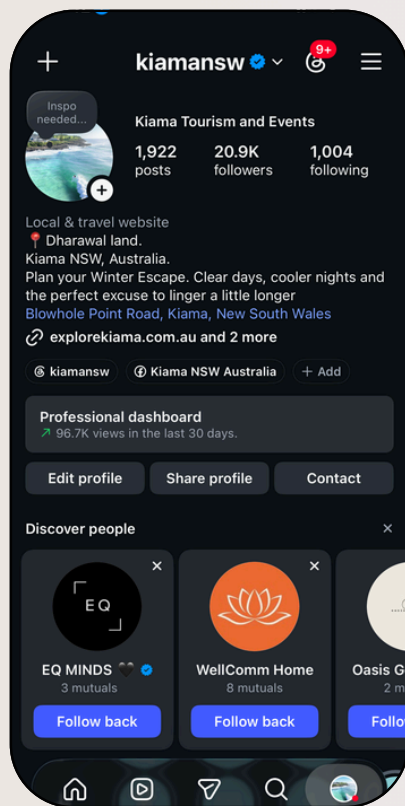 kiamansw
9+
Inspo
needed...
Kiama Tourism and Events
1,922 20.9K 1,004
posts followers following
Local & travel website
📍 Dharawal land.
Kiama NSW, Australia.
Plan your Winter Escape. Clear days, cooler nights and
the perfect excuse to linger a little longer
Blowhole Point Road, Kiama, New South Wales
explorekiama.com.au and 2 more
kiamansw Kiama NSW Australia + Add
Professional dashboard
96.7K views in the last 30 days.
Edit profile Share profile Contact
Discover people
EQ
EQ MINDS 🖤 WellComm Home Oasis G
3 mutuals 8 mutuals 2 m
Follow back Follow back Follo